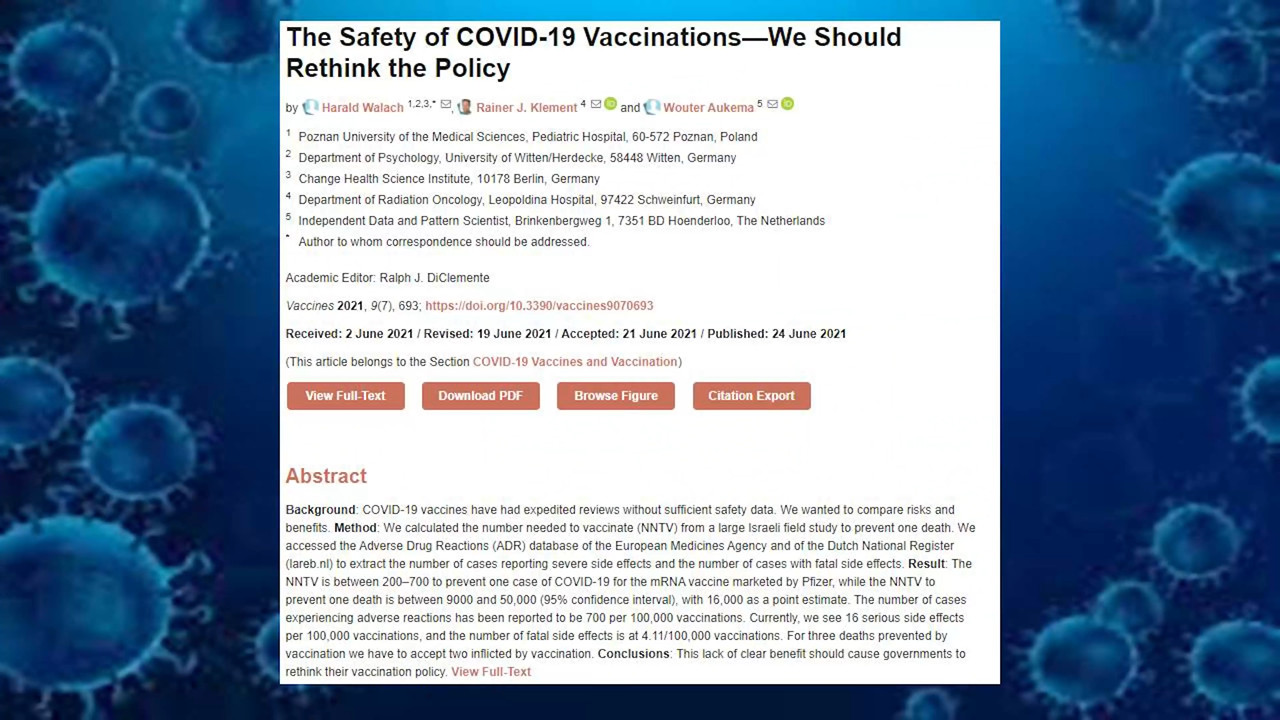 The Safety of COVID-19 Vaccinations—We Should
Rethink the Policy
by Harald Walach 1,2,3,* , Rainer J. Klement 4 and Wouter Aukema 5
1 Poznan University of the Medical Sciences, Pediatric Hospital, 60-572 Poznan, Poland
2 Department of Psychology, University of Witten/Herdecke, 58448 Witten, Germany
3 Change Health Science Institute, 10178 Berlin, Germany
4 Department of Radiation Oncology, Leopoldina Hospital, 97422 Schweinfurt, Germany
5 Independent Data and Pattern Scientist, Brinkenbergweg 1, 7351 BD Hoenderloo, The Netherlands
* Author to whom correspondence should be addressed.
Academic Editor: Ralph J. DiClemente
Vaccines 2021, 9(7), 693; https://doi.org/10.3390/vaccines9070693
Received: 2 June 2021 / Revised: 19 June 2021 / Accepted: 21 June 2021 / Published: 24 June 2021
(This article belongs to the Section COVID-19 Vaccines and Vaccination)
View Full-Text Download PDF Browse Figure Citation Export
Abstract
Background: COVID-19 vaccines have had expedited reviews without sufficient safety data. We wanted to compare risks and
benefits. Method: We calculated the number needed to vaccinate (NNTV) from a large Israeli field study to prevent one death. We
accessed the Adverse Drug Reactions (ADR) database of the European Medicines Agency and of the Dutch National Register
(lareb.nl) to extract the number of cases reporting severe side effects and the number of cases with fatal side effects. Result: The
NNTV is between 200–700 to prevent one case of COVID-19 for the mRNA vaccine marketed by Pfizer, while the NNTV to
prevent one death is between 9000 and 50,000 (95% confidence interval), with 16,000 as a point estimate. The number of cases
experiencing adverse reactions has been reported to be 700 per 100,000 vaccinations. Currently, we see 16 serious side effects
per 100,000 vaccinations, and the number of fatal side effects is at 4.11/100,000 vaccinations. For three deaths prevented by
vaccination we have to accept two inflicted by vaccination. Conclusions: This lack of clear benefit should cause governments to
rethink their vaccination policy. View Full-Text